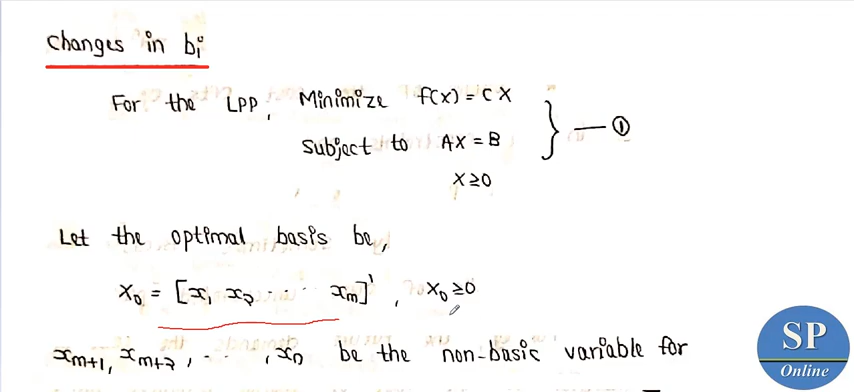 Changes in bi
For the LPP, Minimize f(x) = CX
Subject to AX = B
X ≥ 0
} — ①
Let the optimal basis be,
X₀ = [x₁ x₂ ... xm]', X₀ ≥ 0
xm+1, xm+2, ..., xn be the non-basic variable for
SP
Online